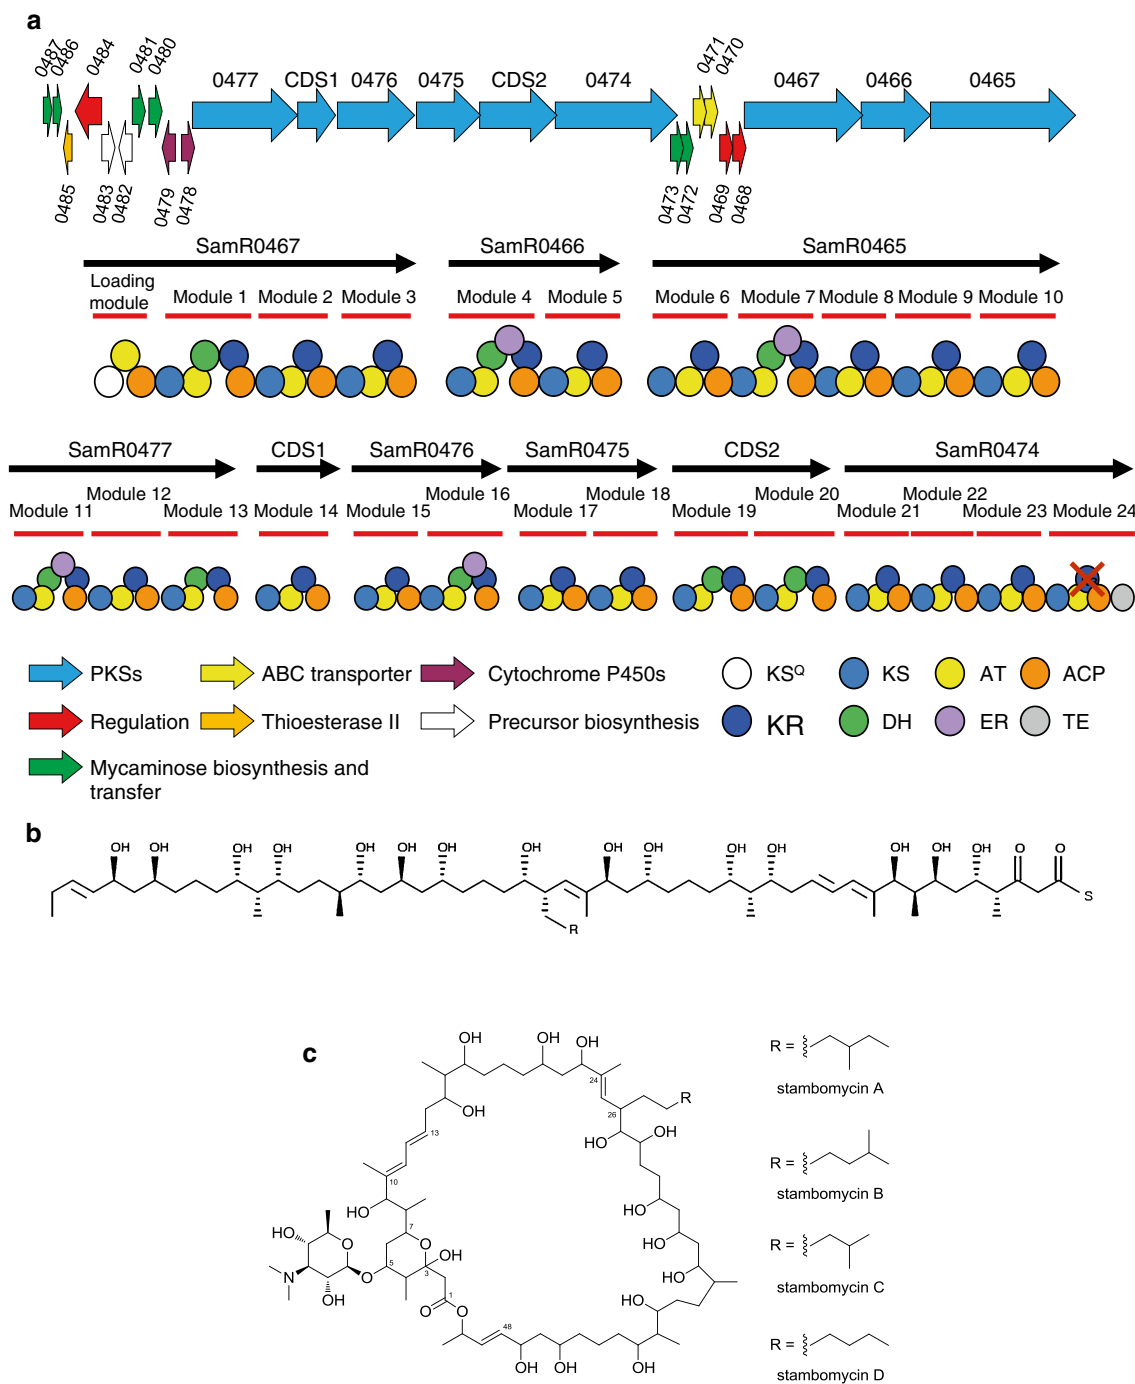 a
0487
0486
0484
0481
0480
0477
CDS1
0476
0475
CDS2
0474
0471
0470
0467
0466
0465
0485
0483
0482
0479
0478
0473
0472
0469
0468
SamR0467
SamR0466
SamR0465
Loading
module
Module 1
Module 2
Module 3
Module 4
Module 5
Module 6
Module 7
Module 8
Module 9
Module 10
SamR0477
CDS1
SamR0476
SamR0475
CDS2
SamR0474
Module 11
Module 12
Module 13
Module 14
Module 15
Module 16
Module 17
Module 18
Module 19
Module 20
Module 21
Module 22
Module 23
Module 24
PKSs
ABC transporter
Cytochrome P450s
KSQ
KS
AT
ACP
Regulation
Thioesterase II
Precursor biosynthesis
KR
DH
ER
TE
Mycaminose biosynthesis and
transfer
b
OH OH OH OH OH OH OH OH OH OH OH OH OH OH OH O O
S
R
c
OH
OH
OH
24
26
R
OH
13
HO
OH
10
HO
HO
7
O
O
OH
HO
HO
5
3
N
O
OH
HO
HO
1
O
O
48
OH
OH
OH
R =
stambomycin A
R =
stambomycin B
R =
stambomycin C
R =
stambomycin D